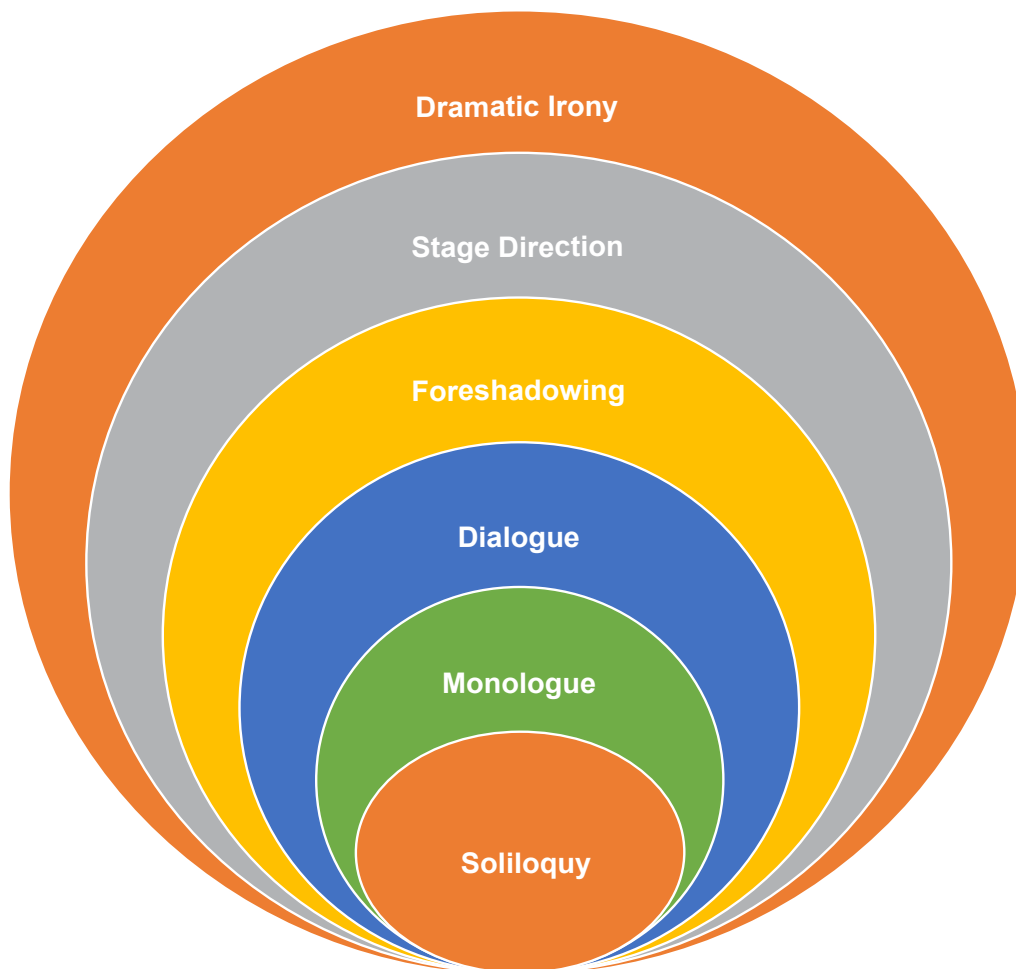 Dramatic Irony
Stage Direction
Foreshadowing
Dialogue
Monologue
Soliloquy